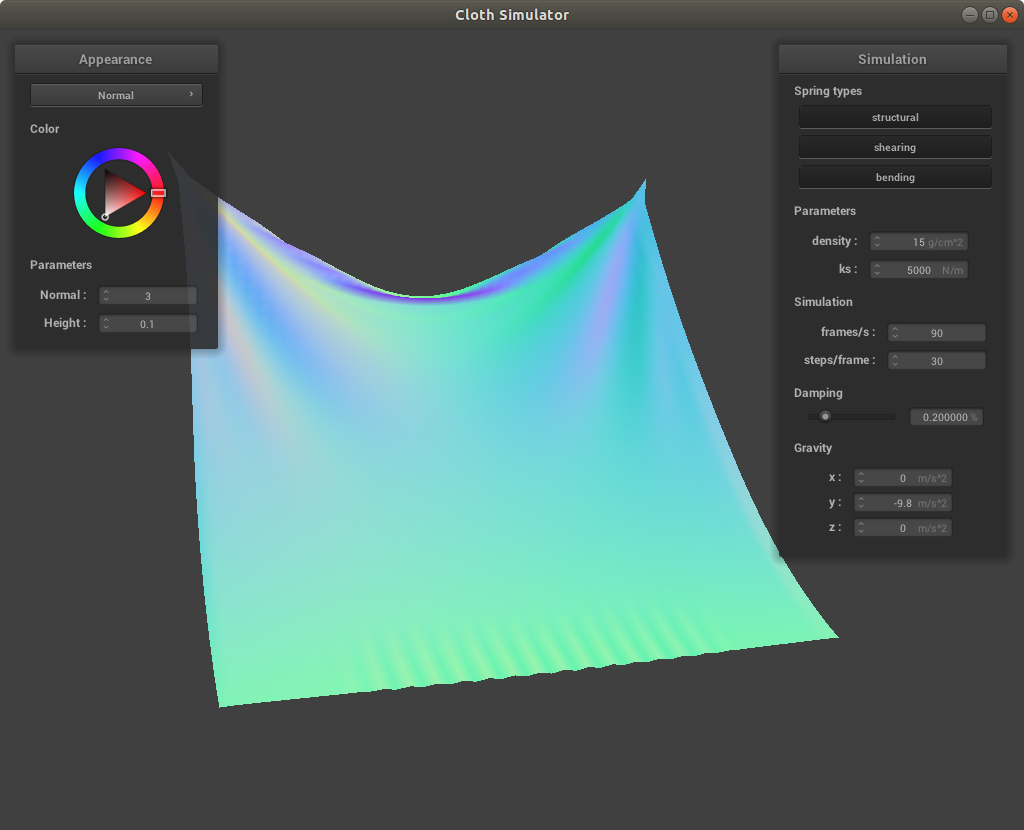 Cloth Simulator
Appearance
Normal ›
Color
Parameters
Normal : 3
Height : 0.1
Simulation
Spring types
structural
shearing
bending
Parameters
density : 15 g/cm^2
ks : 5000 N/m
Simulation
frames/s : 90
steps/frame : 30
Damping
0.200000 %
Gravity
x : 0 m/s^2
y : -9.8 m/s^2
z : 0 m/s^2